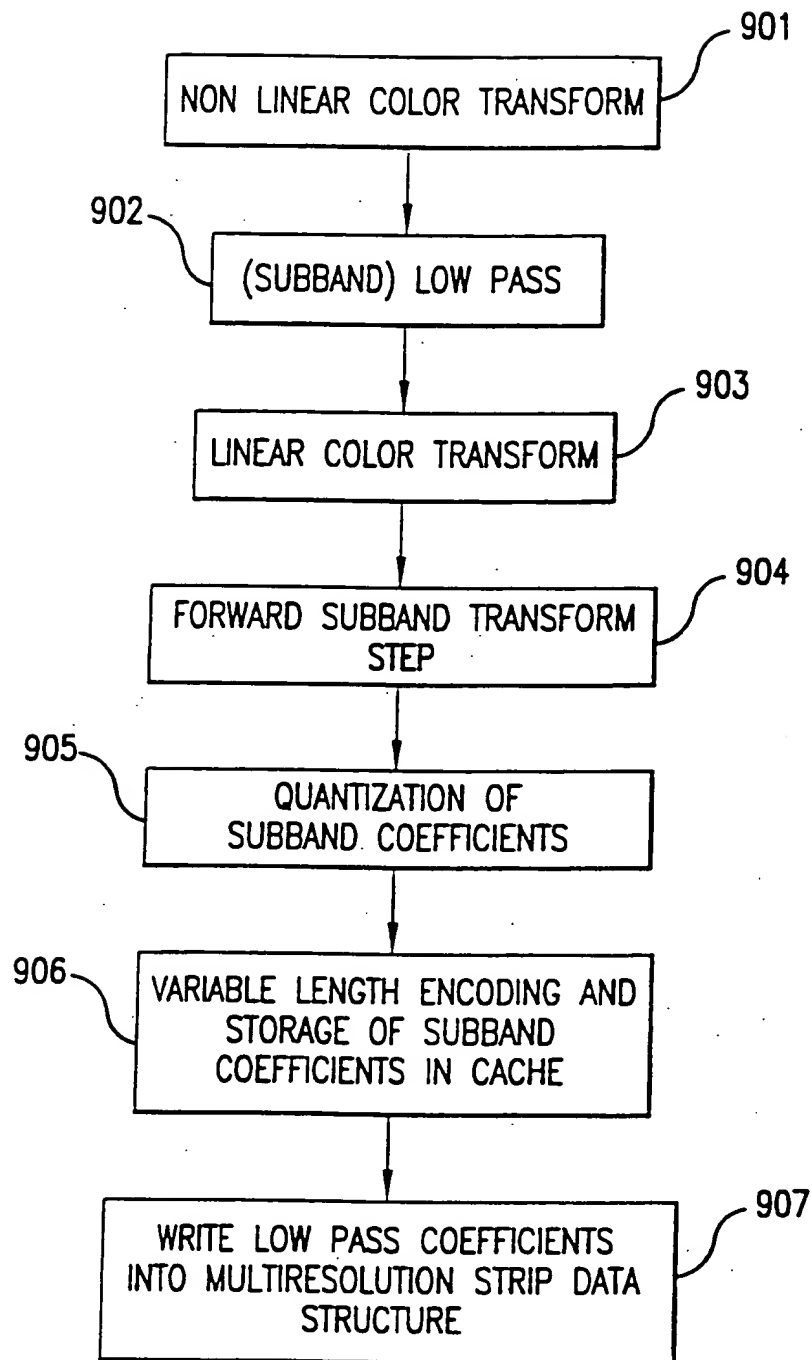 901
NON LINEAR COLOR TRANSFORM
902
(SUBBAND) LOW PASS
903
LINEAR COLOR TRANSFORM
904
FORWARD SUBBAND TRANSFORM
STEP
905
QUANTIZATION OF
SUBBAND COEFFICIENTS
906
VARIABLE LENGTH ENCODING AND
STORAGE OF SUBBAND
COEFFICIENTS IN CACHE
907
WRITE LOW PASS COEFFICIENTS
INTO MULTIRESOLUTION STRIP DATA
STRUCTURE